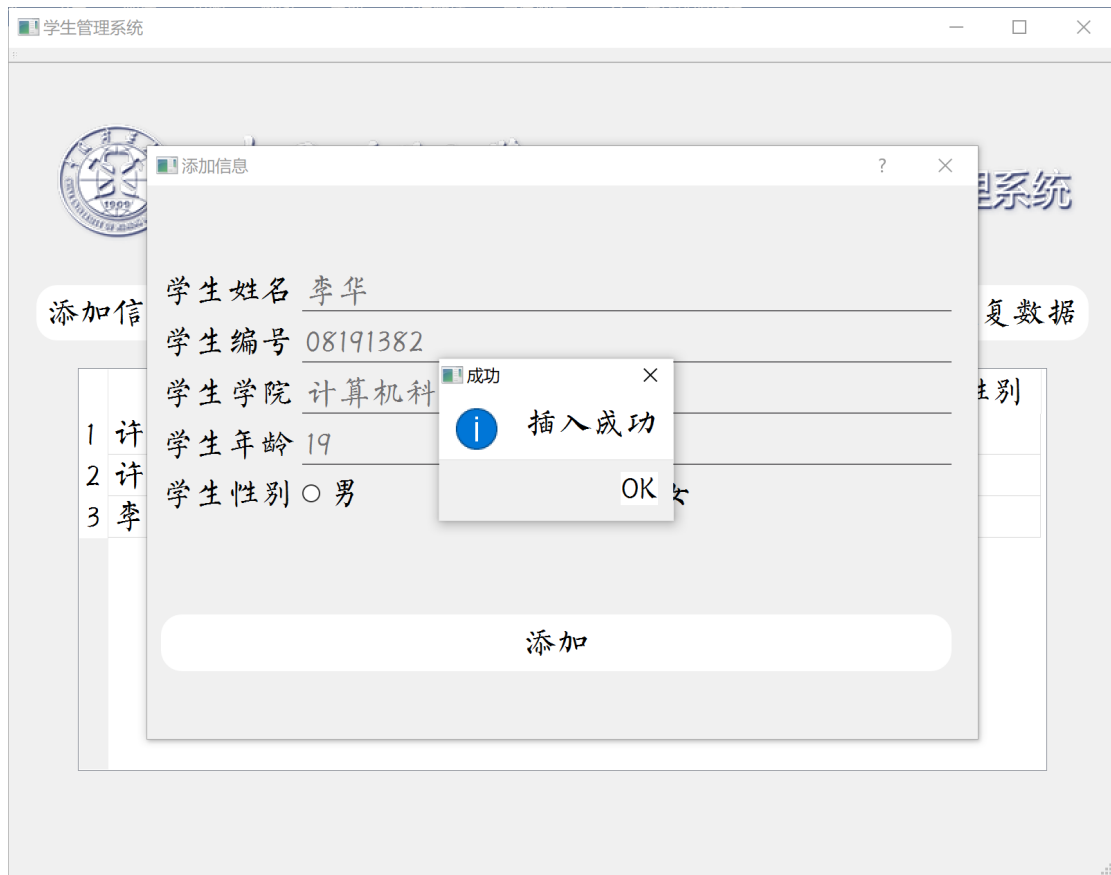 学生管理系统
添加信息
?
1909
理系统
学生姓名 李华
添加信
复数据
学生编号 08191382
成功
学生学院 计算机科
性别
插入成功
1 许
学生年龄 19
2 许
OK
学生性别 男
女
3 李
添加